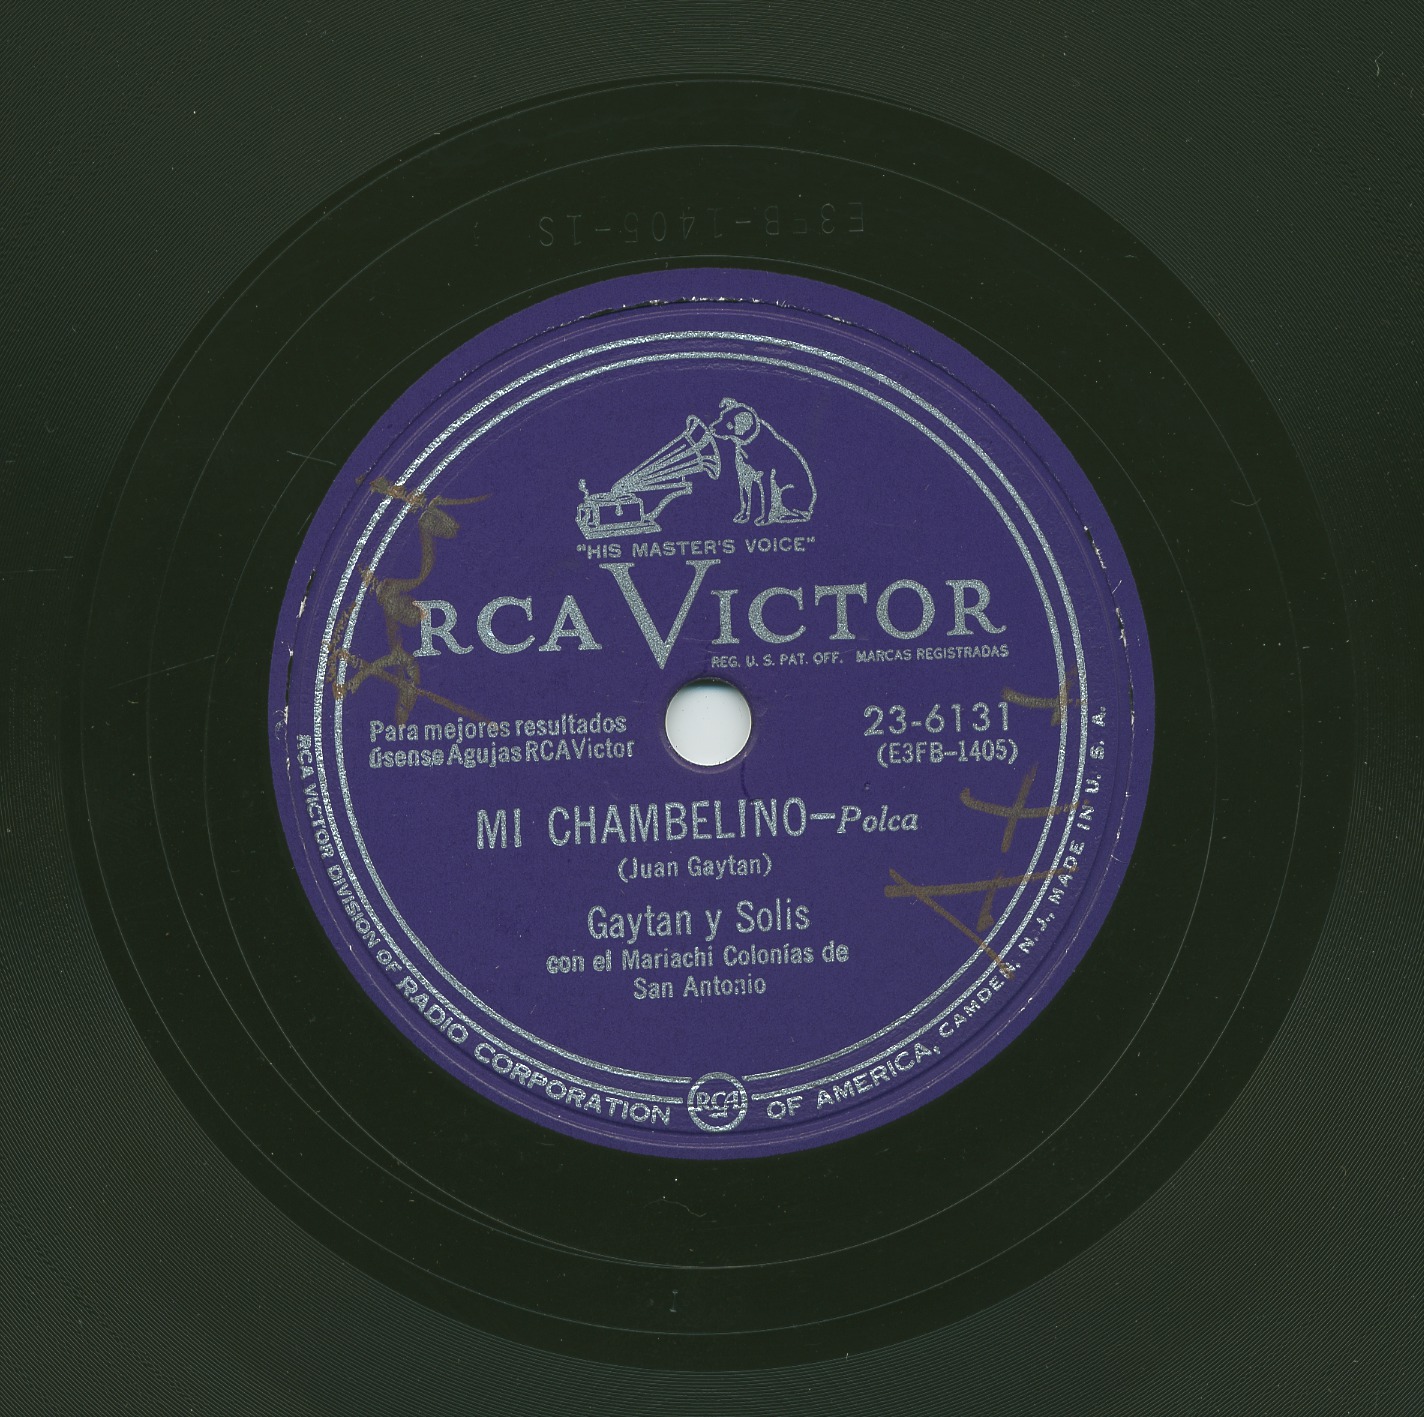 E3FB-1405-1S
"HIS MASTER'S VOICE"
RCA VICTOR
REG. U. S. PAT. OFF. MARCAS REGISTRADAS
Para mejores resultados
úsense Agujas RCA Victor
23-6131
(E3FB-1405)
MI CHAMBELINO-Polca
(Juan Gaytan)
Gaytan y Solis
con el Mariachi Colonías de
San Antonio
RCA VICTOR DIVISION OF RADIO CORPORATION OF AMERICA, CAMDEN, N. J., MADE IN U. S. A.
RCA
I